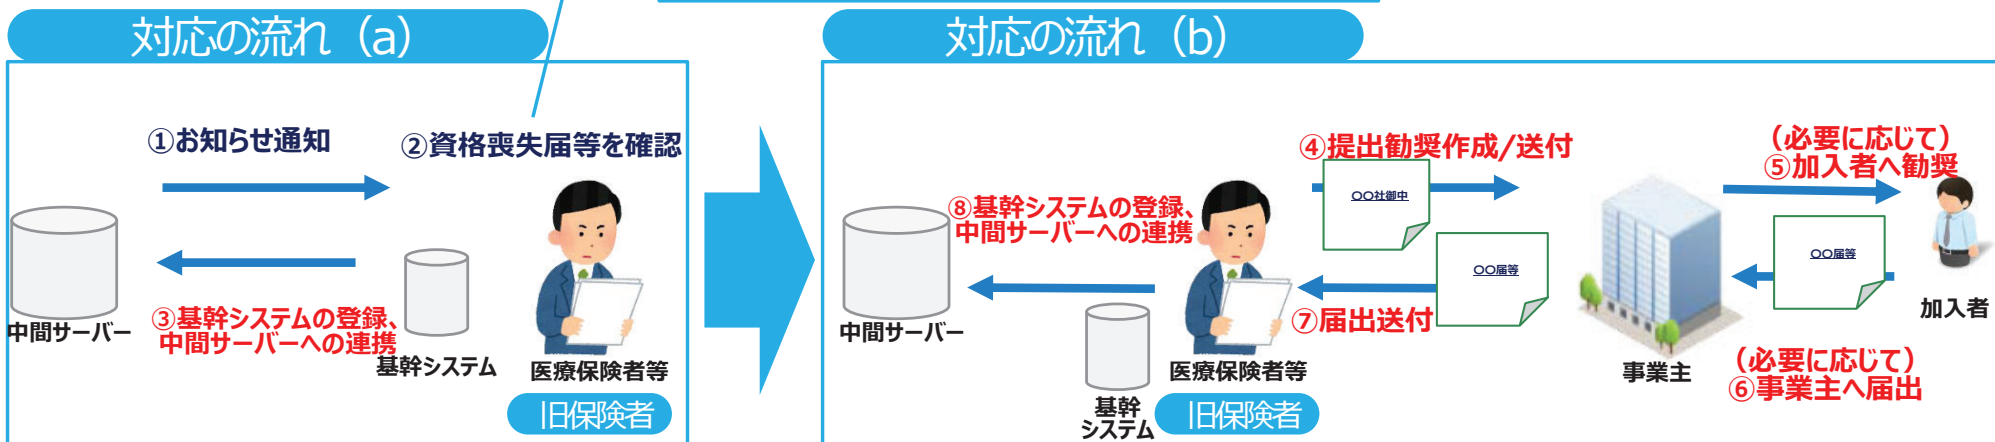 対応の流れ（a）
①お知らせ通知
②資格喪失届等を確認
③基幹システムの登録、
中間サーバーへの連携
中間サーバー
基幹システム
医療保険者等
旧保険者
対応の流れ（b）
④提出勧奨作成/送付
（必要に応じて）
⑤加入者へ勧奨
〇〇社御中
⑧基幹システムの登録、
中間サーバーへの連携
〇〇届等
〇〇届等
⑦届出送付
中間サーバー
基幹
システム
医療保険者等
旧保険者
事業主
加入者
（必要に応じて）
⑥事業主へ届出